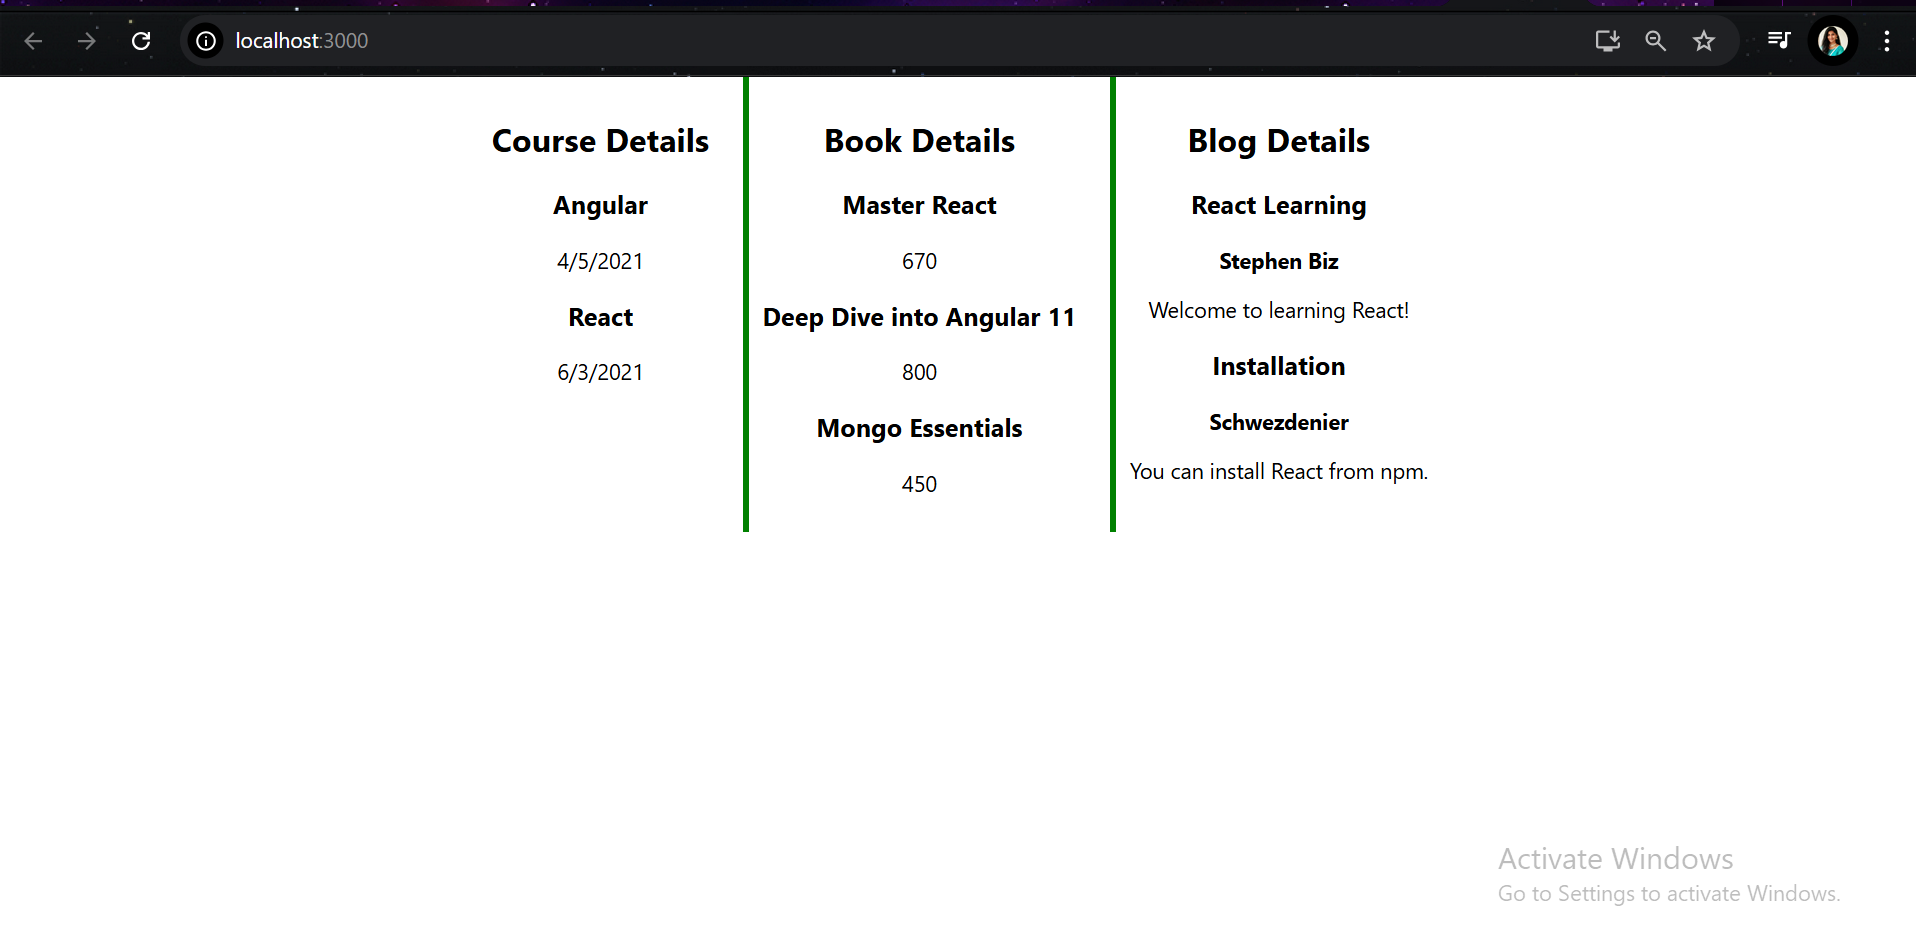 localhost:3000
Course Details
Angular
4/5/2021
React
6/3/2021
Book Details
Master React
670
Deep Dive into Angular 11
800
Mongo Essentials
450
Blog Details
React Learning
Stephen Biz
Welcome to learning React!
Installation
Schwezdenier
You can install React from npm.
Activate Windows
Go to Settings to activate Windows.